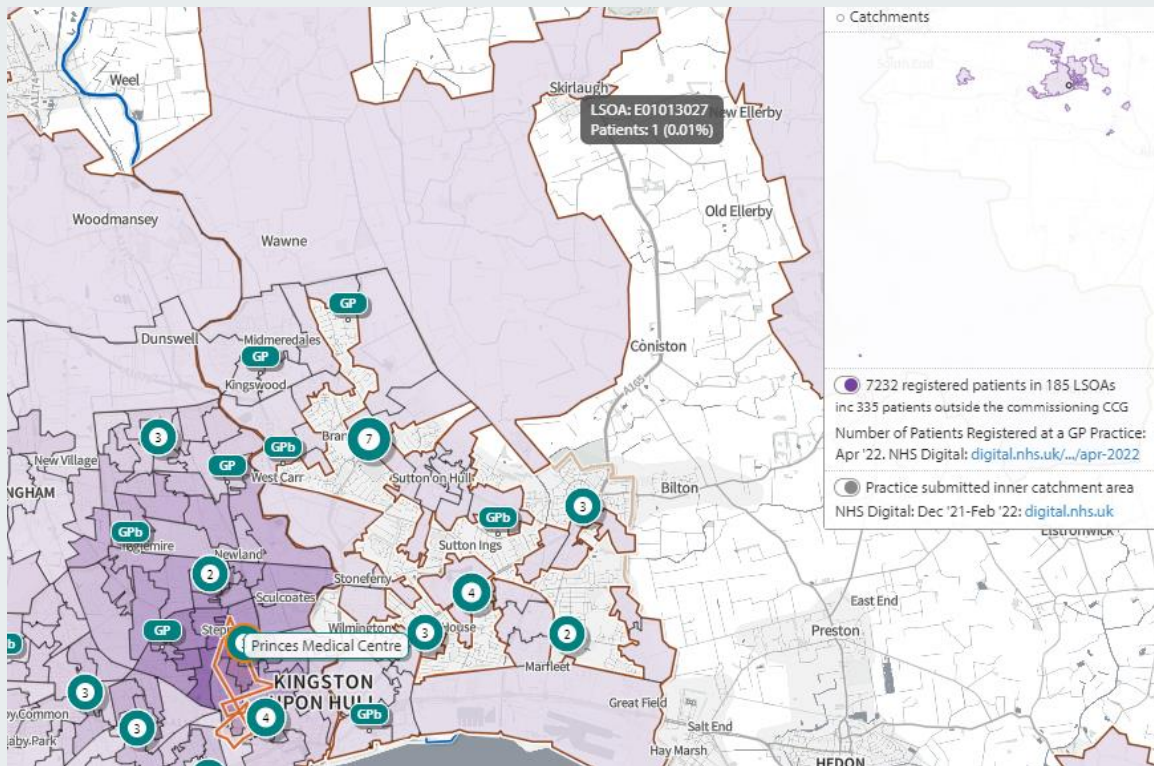 Catchments
Weel
A1174
Skirlaugh
LSOA: E01013027
New Ellerby
Patients: 1 (0.01%)
Old Ellerby
Woodmansey
Wawne
GP
Dunswell
Midmeredales
GP
Kingswood
Coniston
A165
7232 registered patients in 185 LSOAs
inc 335 patients outside the commissioning CCG
Number of Patients Registered at a GP Practice:
Apr '22. NHS Digital: digital.nhs.uk/.../apr-2022
Practice submitted inner catchment area
NHS Digital: Dec '21-Feb '22: digital.nhs.uk
3
7
GPb
New Village
GP
West Carr
Sutton on Hull
Bilton
INGHAM
3
GPb
GPb
Sutton Ings
Newland
2
Stoneferry
Sculcoates
4
East End
GP
Wilmington
3
House
2
Preston
Princes Medical Centre
Marfleet
KINGSTON
UPON HULL
3
4
GPb
Great Field
Salt End
3
Hay Marsh
HEDON